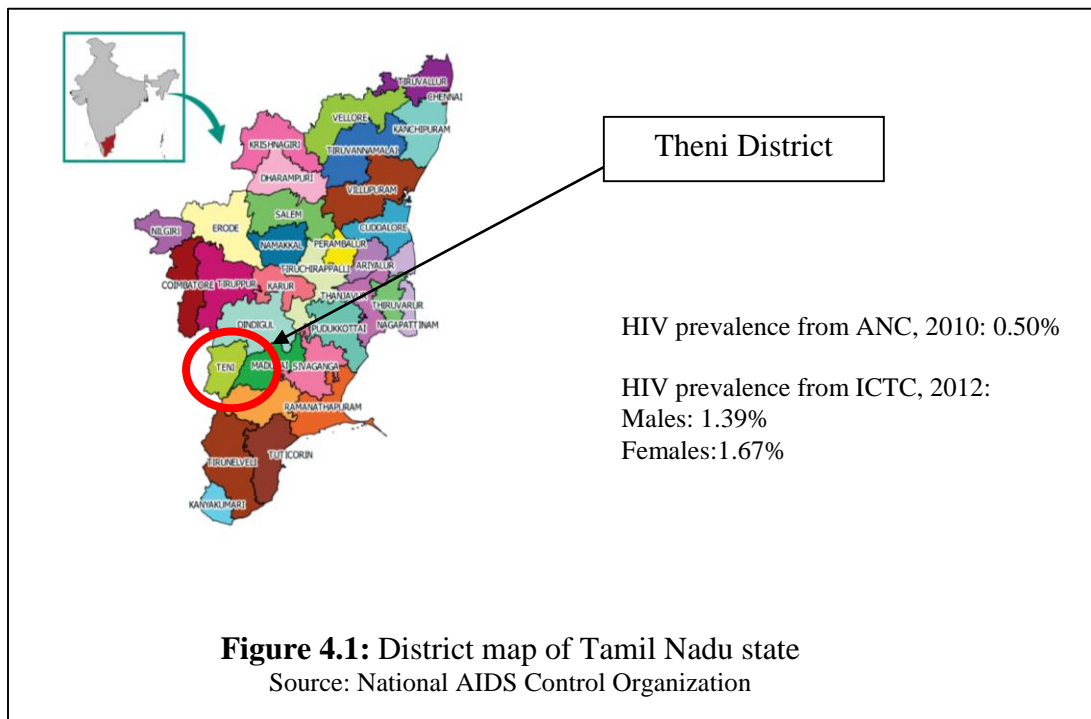 TIRUVALLUR
CHENNAI
VELLORE
KANCHIPURAM
KRISHNAGIRI
TIRUVANNAMALAI
DHARAMPURI
VILLUPURAM
SALEM
NILGIRI
ERODE
CUDDALORE
NAMAKKAL
PERAMBALUR
ARIYALUR
TIRUCHIRAPPALLI
COIMBATORE
TIRUPPUR
KARUR
THANJAVUR
THIRUVARUR
DINDIGUL
PUDUKKOTTAI
NAGAPATTINAM
TENI
MADURAI
SIVAGANGA
RAMANATHAPURAM
TIRUNELVELI
TUTICORIN
KANYAKUMARI
Theni District
HIV prevalence from ANC, 2010: 0.50%
HIV prevalence from ICTC, 2012:
Males: 1.39%
Females:1.67%
Figure 4.1: District map of Tamil Nadu state
Source: National AIDS Control Organization